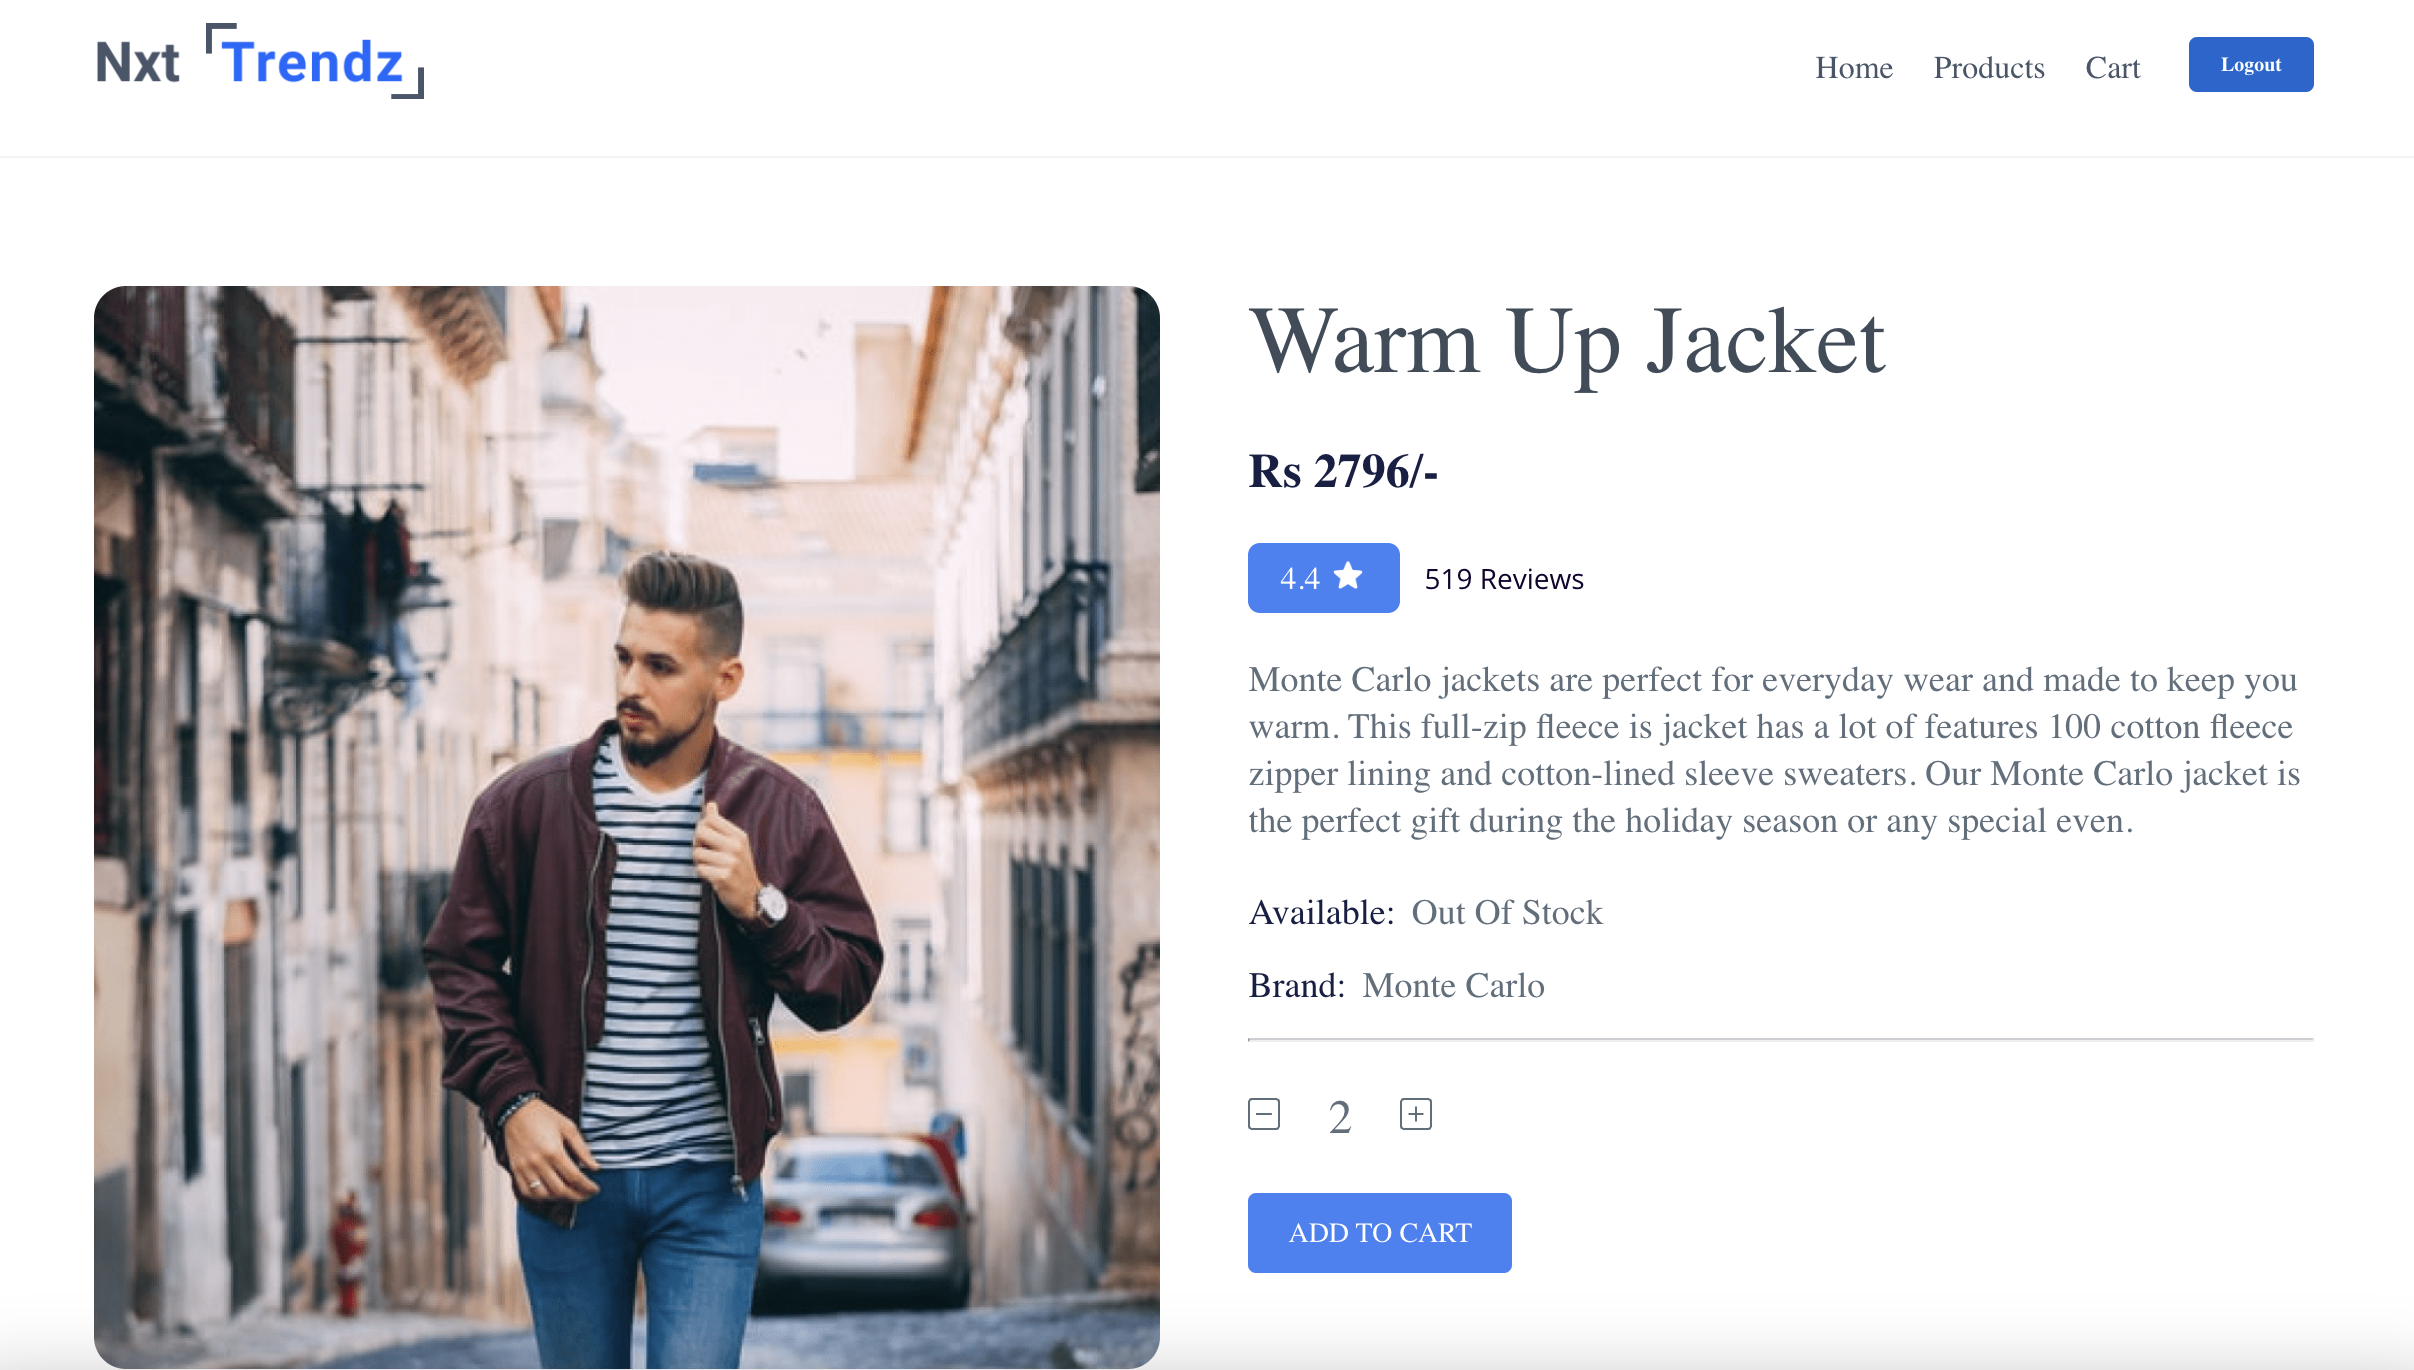 Nxt Trendz
Home Products Cart Logout
Warm Up Jacket
Rs 2796/-
4.4 519 Reviews
Monte Carlo jackets are perfect for everyday wear and made to keep you
warm. This full-zip fleece is jacket has a lot of features 100 cotton fleece
zipper lining and cotton-lined sleeve sweaters. Our Monte Carlo jacket is
the perfect gift during the holiday season or any special even.
Available: Out Of Stock
Brand: Monte Carlo
2
ADD TO CART